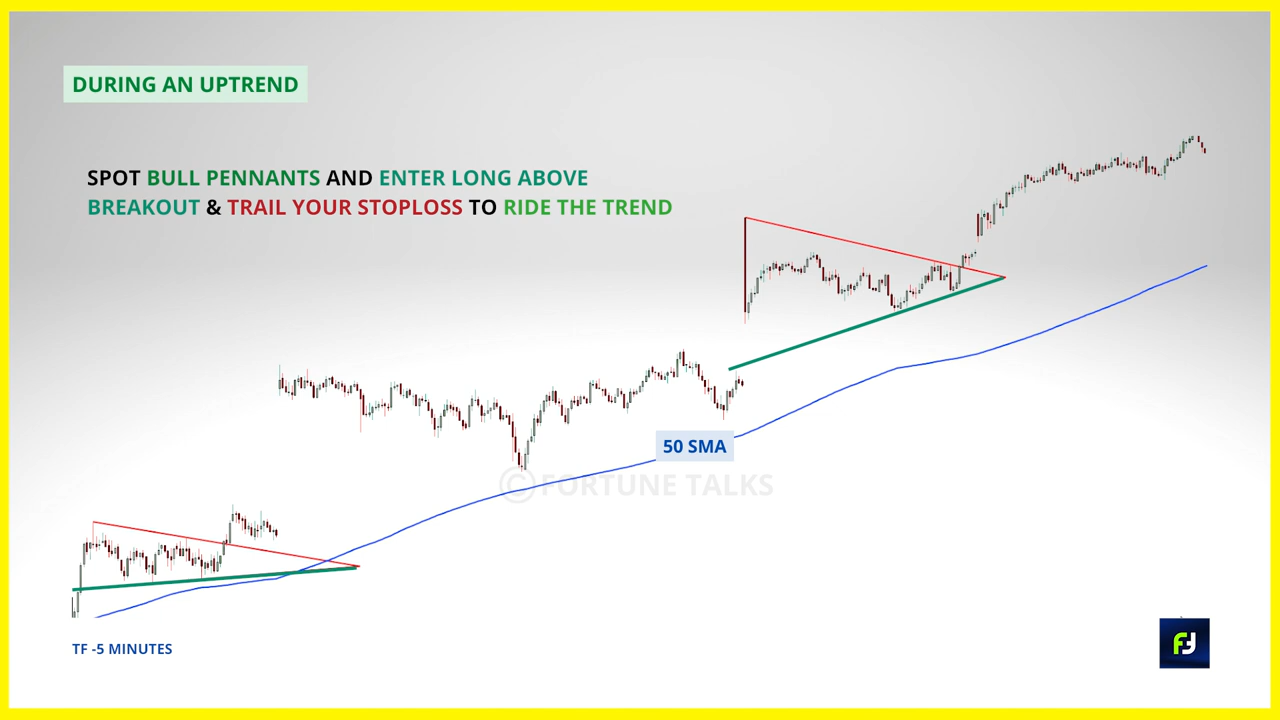 DURING AN UPTREND
SPOT BULL PENNANTS AND ENTER LONG ABOVE
BREAKOUT & TRAIL YOUR STOPLOSS TO RIDE THE TREND
50 SMA
© FORTUNE TALKS
TF -5 MINUTES